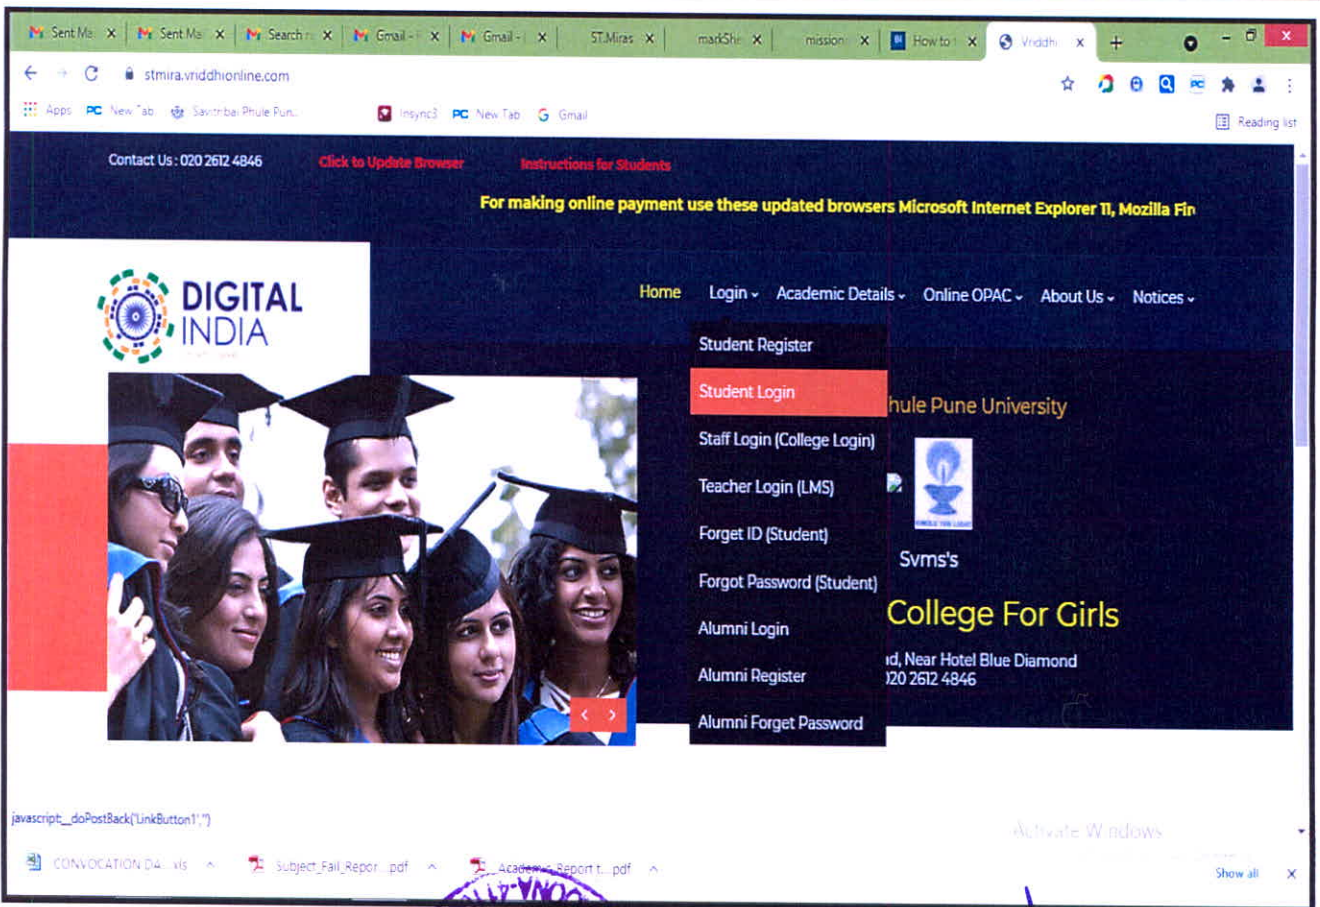 Sent Ma
Sent Ma
Search r
Gmail - F
Gmail - (
ST.Miras
markShe
mission
How to
Vriddhi
stmira.vriddhionline.com
Apps
New Tab
Savitribai Phule Pun...
Insync3
New Tab
Gmail
Reading list
Contact Us : 020 2612 4846
Click to Update Browser
Instructions for Students
For making online payment use these updated browsers Microsoft Internet Explorer 11, Mozilla Fir
DIGITAL
INDIA
Home
Login
Academic Details
Online OPAC
About Us
Notices
Student Register
Student Login
Staff Login (College Login)
Teacher Login (LMS)
Forget ID (Student)
Forgot Password (Student)
Alumni Login
Alumni Register
Alumni Forget Password
hule Pune University
KINDLE THY LIGHT
Svms's
College For Girls
ad, Near Hotel Blue Diamond
020 2612 4846
javascript:__doPostBack('LinkButton1','')
Activate Windows
CONVOCATION DA....xls
Subject_Fail_Repor....pdf
Academic_Report t....pdf
Show all